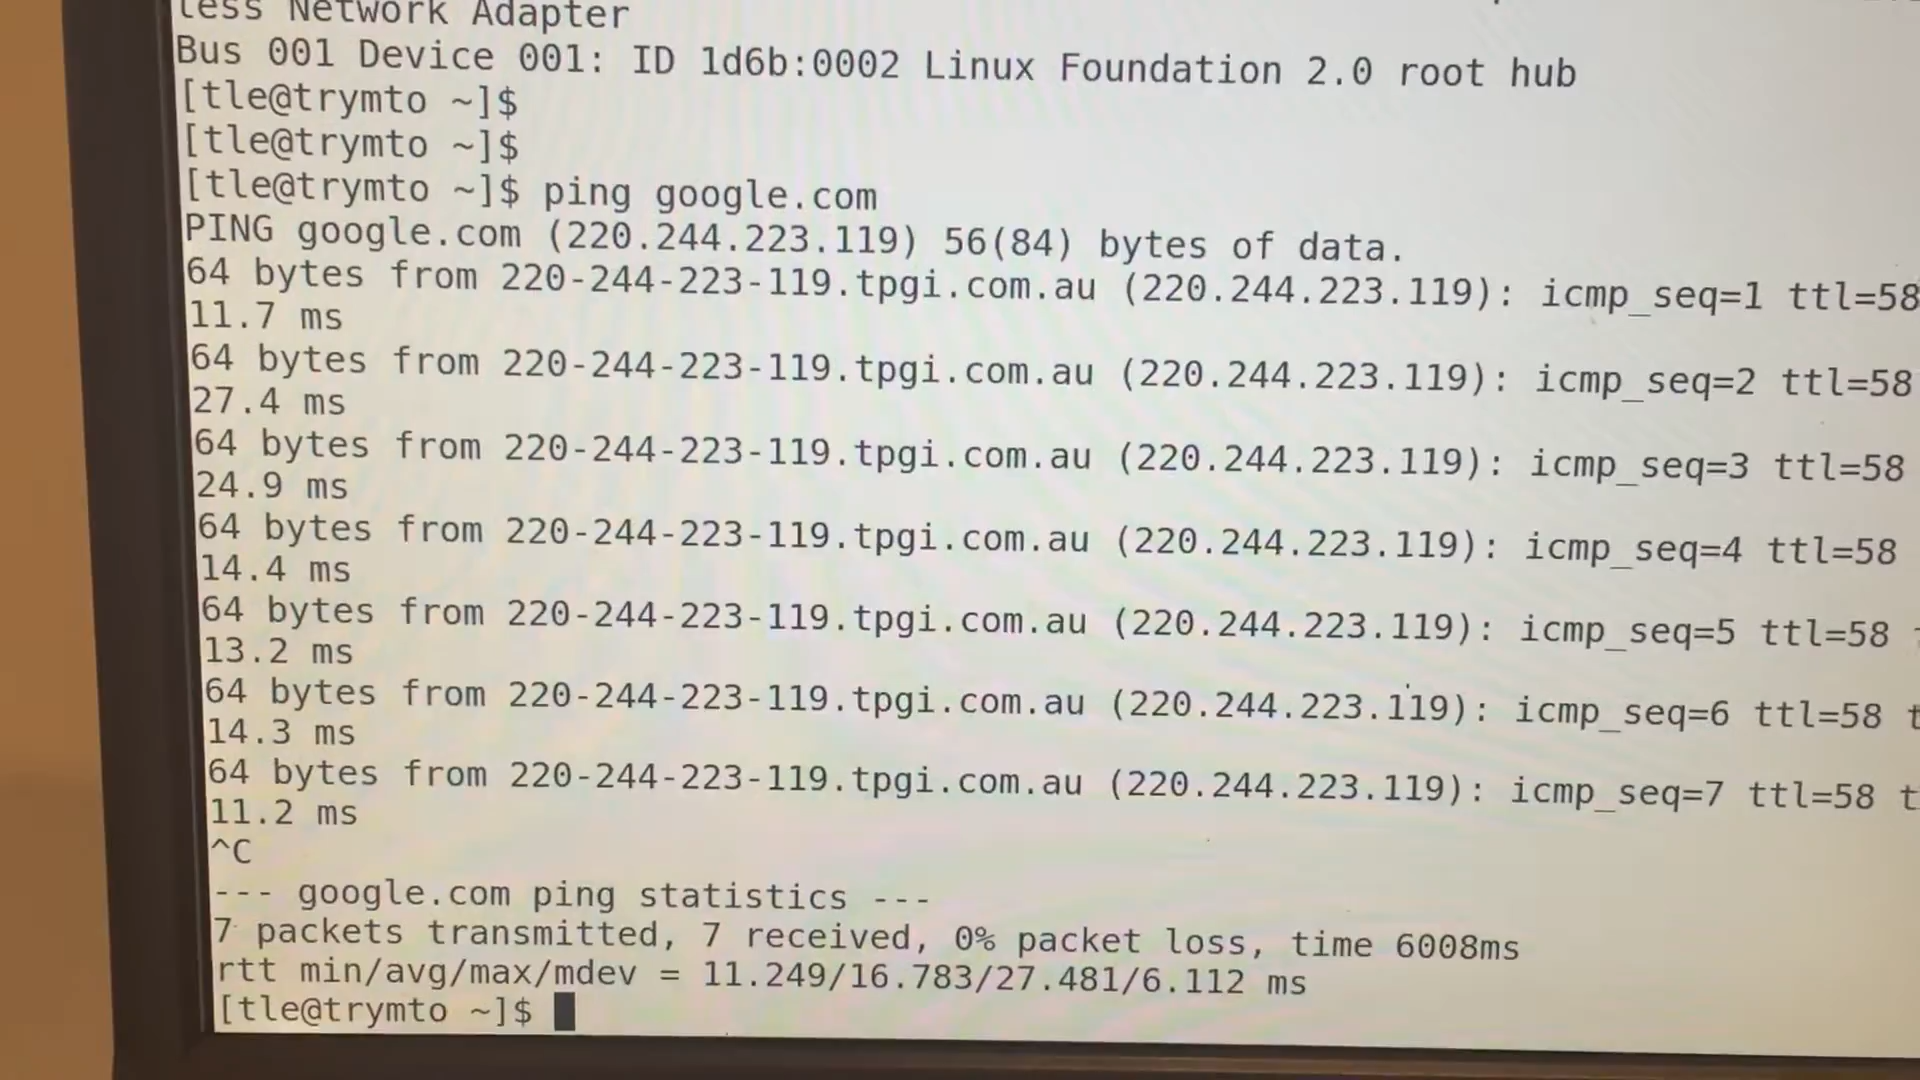 less Network Adapter
Bus 001 Device 001: ID 1d6b:0002 Linux Foundation 2.0 root hub
[tle@trymto ~]$
[tle@trymto ~]$
[tle@trymto ~]$ ping google.com
PING google.com (220.244.223.119) 56(84) bytes of data.
64 bytes from 220-244-223-119.tpgi.com.au (220.244.223.119): icmp_seq=1 ttl=58
11.7 ms
64 bytes from 220-244-223-119.tpgi.com.au (220.244.223.119): icmp_seq=2 ttl=58
27.4 ms
64 bytes from 220-244-223-119.tpgi.com.au (220.244.223.119): icmp_seq=3 ttl=58
24.9 ms
64 bytes from 220-244-223-119.tpgi.com.au (220.244.223.119): icmp_seq=4 ttl=58
14.4 ms
64 bytes from 220-244-223-119.tpgi.com.au (220.244.223.119): icmp_seq=5 ttl=58
13.2 ms
64 bytes from 220-244-223-119.tpgi.com.au (220.244.223.119): icmp_seq=6 ttl=58 t
14.3 ms
64 bytes from 220-244-223-119.tpgi.com.au (220.244.223.119): icmp_seq=7 ttl=58 t
11.2 ms
^C
--- google.com ping statistics ---
7 packets transmitted, 7 received, 0% packet loss, time 6008ms
rtt min/avg/max/mdev = 11.249/16.783/27.481/6.112 ms
[tle@trymto ~]$